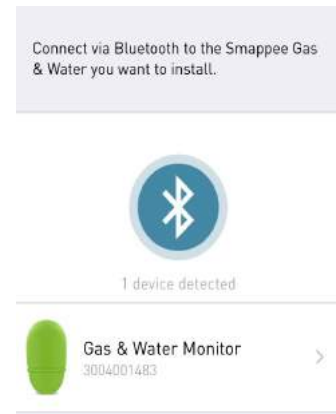 Connect via Bluetooth to the Smappee Gas
& Water you want to install.
1 device detected
Gas & Water Monitor
3004001483